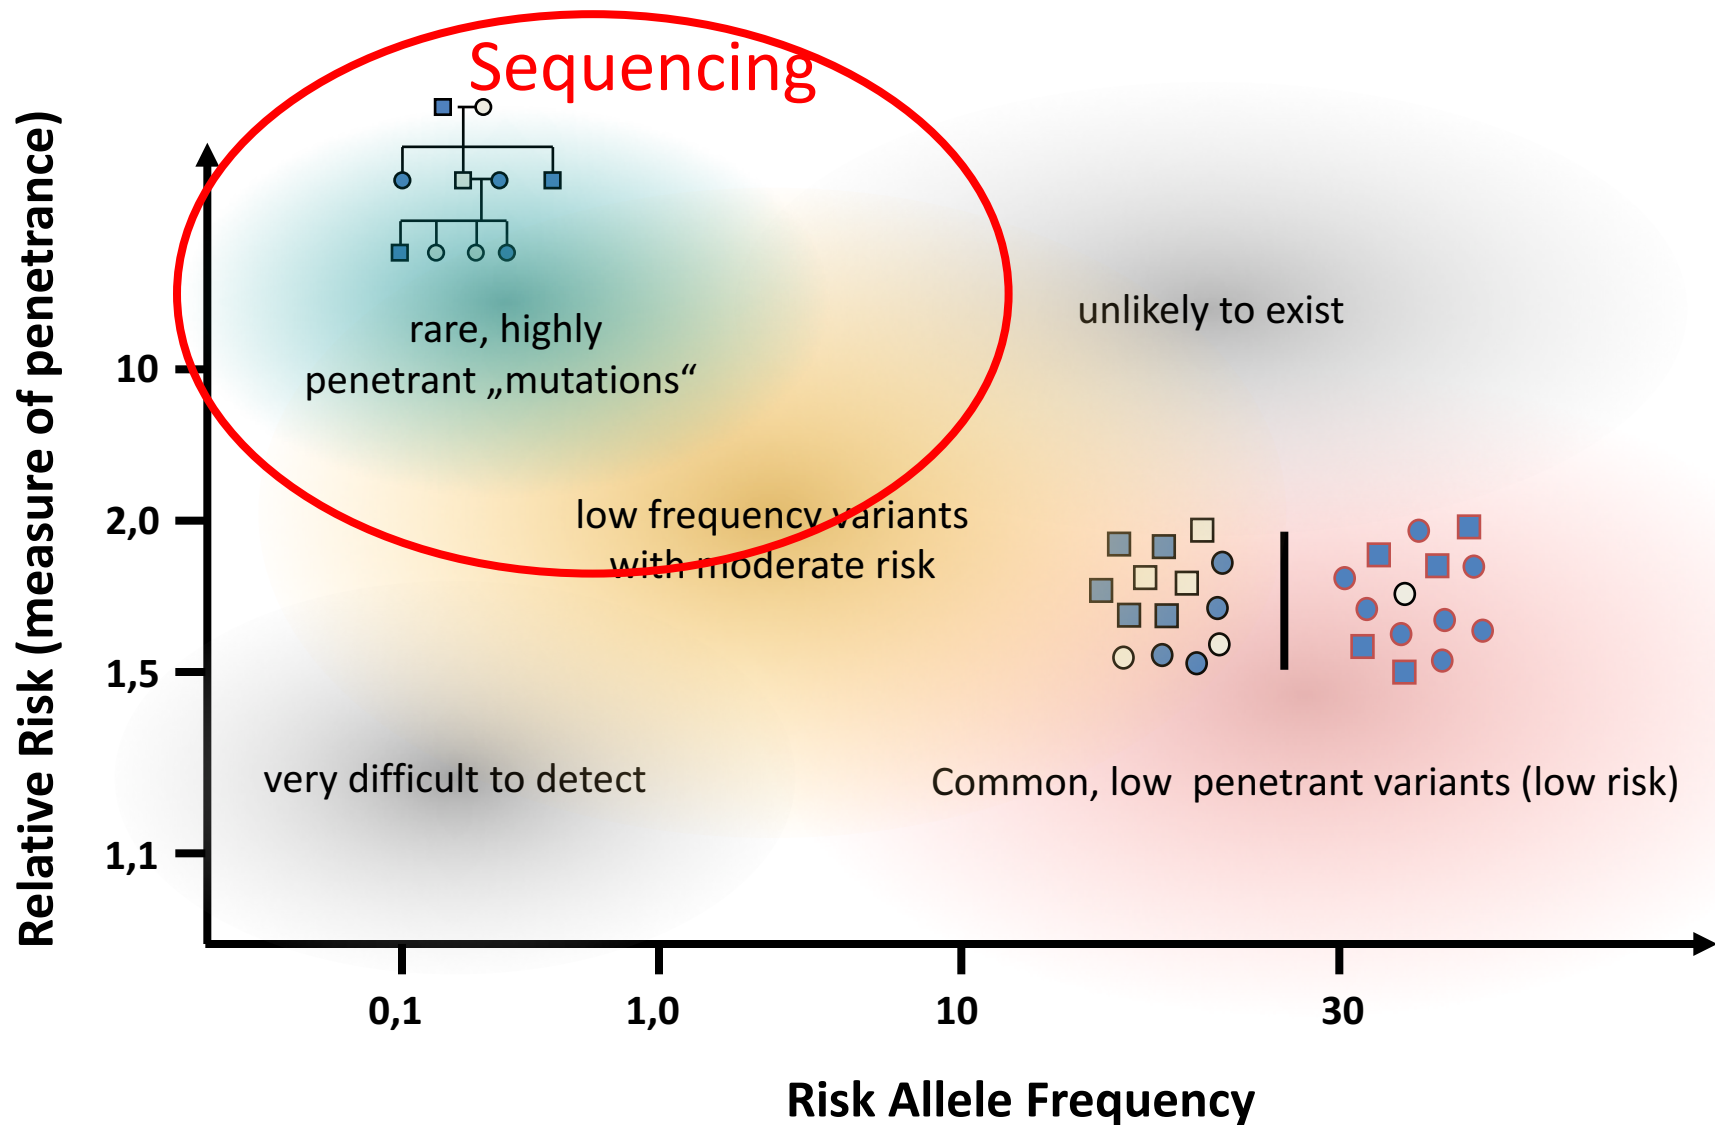 Sequencing
Relative Risk (measure of penetrance)
rare, highly
penetrant „mutations“
unlikely to exist
10
low frequency variants
with moderate risk
2,0
1,5
very difficult to detect
Common, low  penetrant variants (low risk)
1,1
0,1
1,0
10
30
Risk Allele Frequency